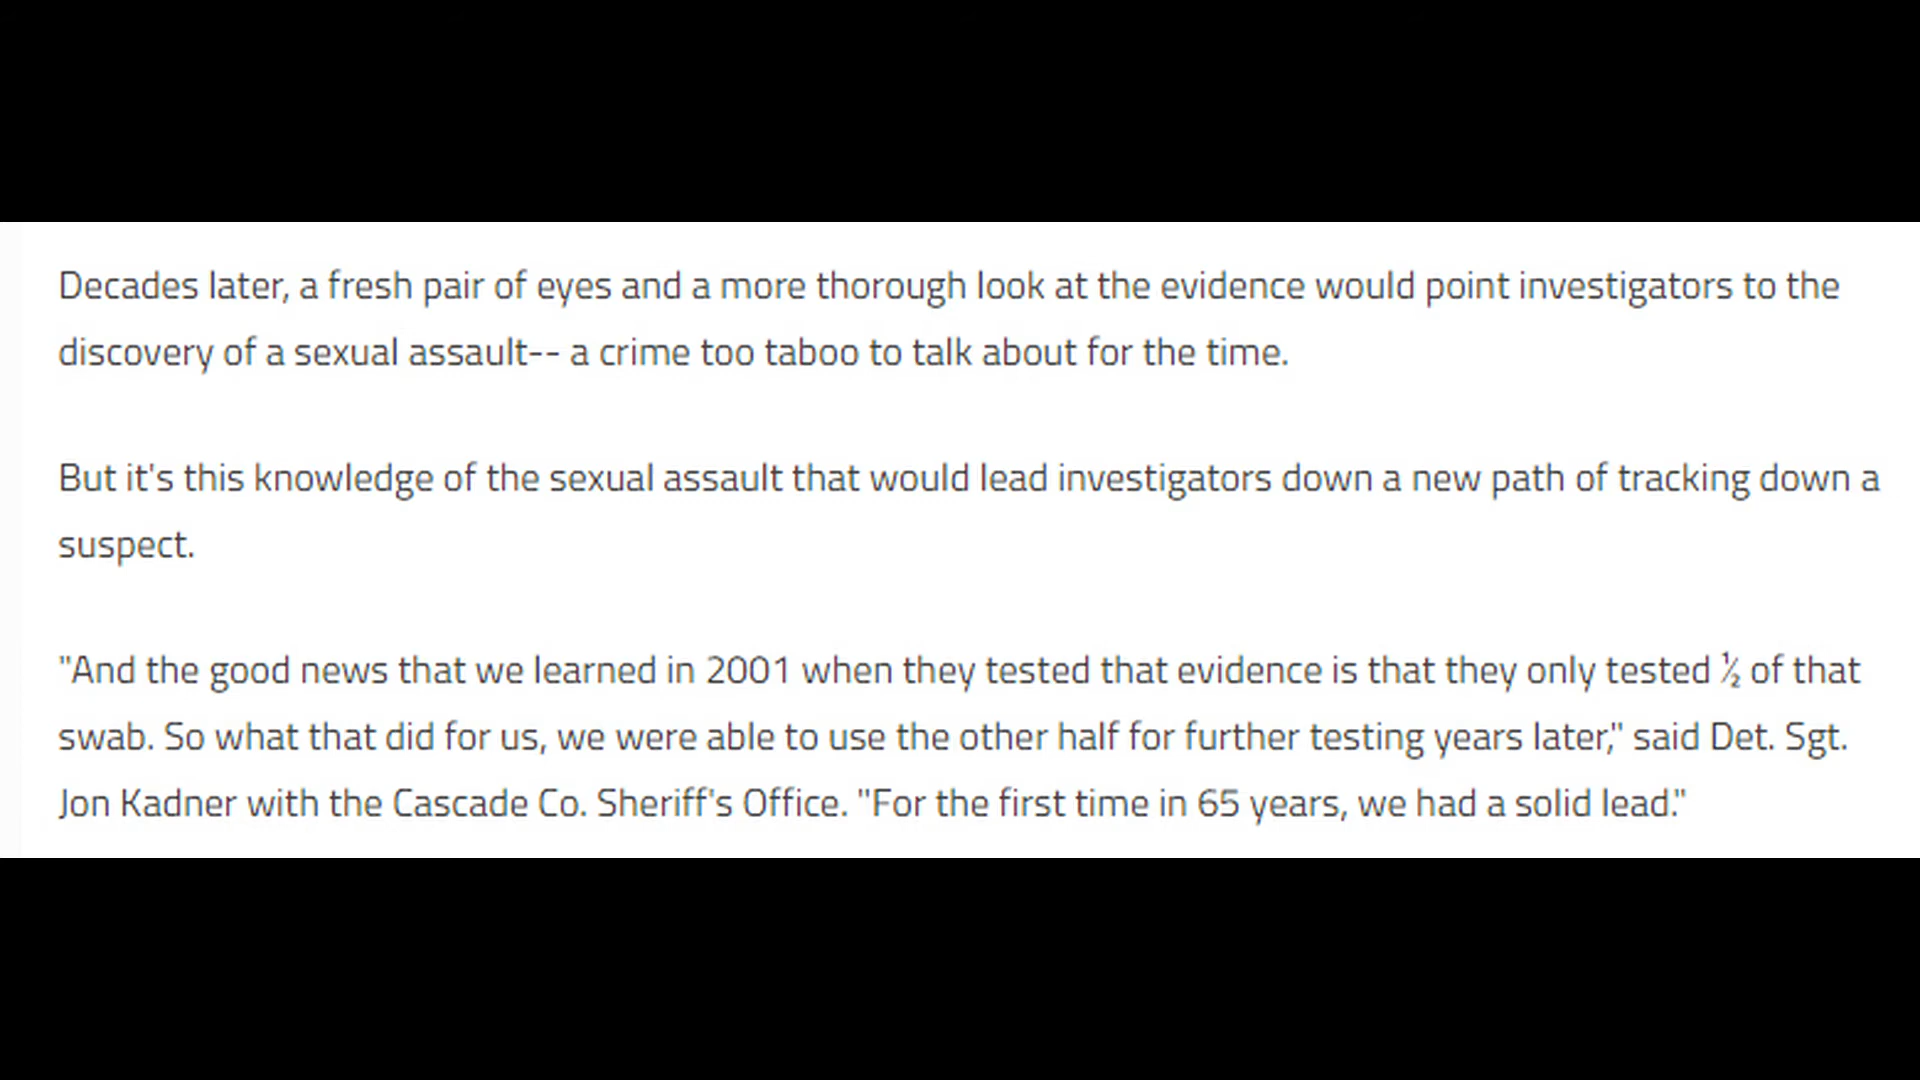 Decades later, a fresh pair of eyes and a more thorough look at the evidence would point investigators to the
discovery of a sexual assault-- a crime too taboo to talk about for the time.
But it's this knowledge of the sexual assault that would lead investigators down a new path of tracking down a
suspect.
"And the good news that we learned in 2001 when they tested that evidence is that they only tested ½ of that
swab. So what that did for us, we were able to use the other half for further testing years later," said Det. Sgt.
Jon Kadner with the Cascade Co. Sheriff's Office. "For the first time in 65 years, we had a solid lead."